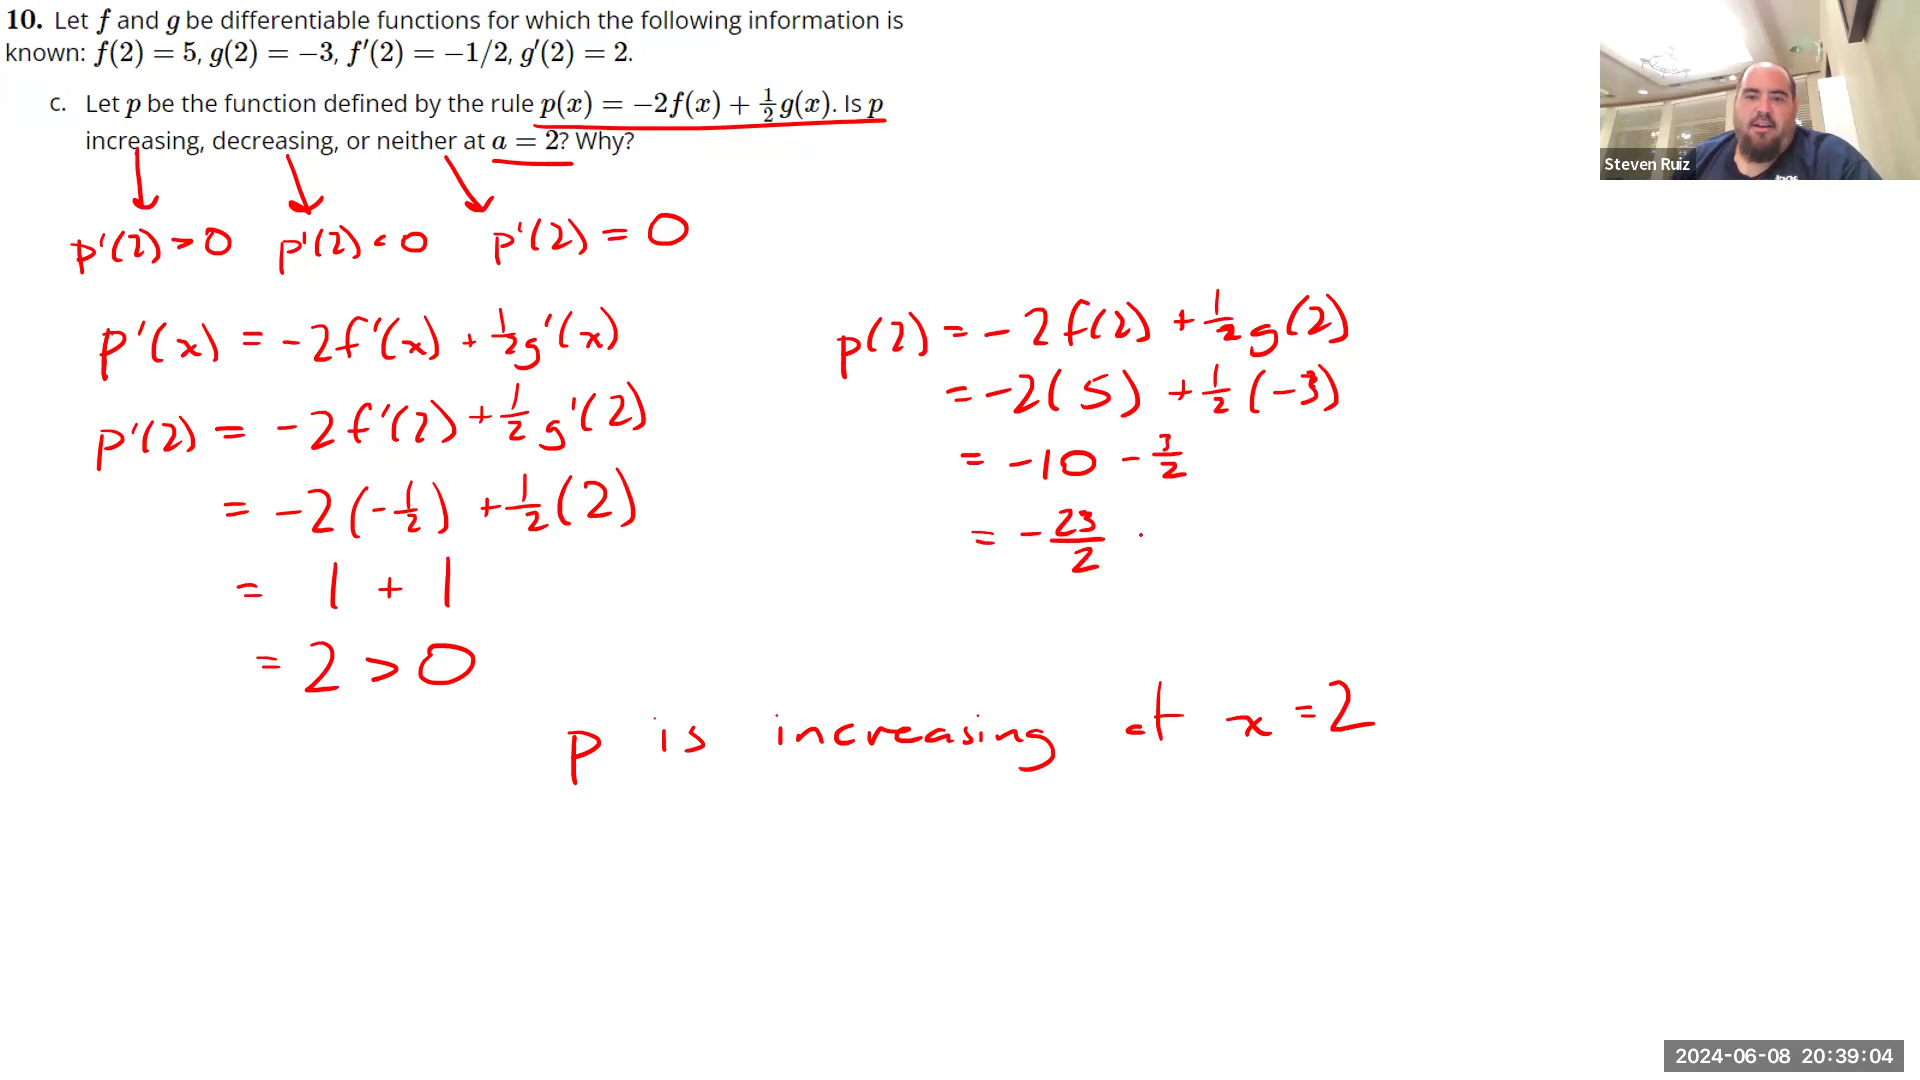 10. Let f and g be differentiable functions for which the following information is
known: f(2) = 5, g(2) = −3, f′(2) = −1/2, g′(2) = 2.
c. Let p be the function defined by the rule p(x) = −2f(x) + 1/2 g(x). Is p
increasing, decreasing, or neither at a = 2? Why?
Steven Ruiz
p'(2) > 0 p'(2) < 0 p'(2) = 0
p'(x) = -2f'(x) + 1/2 g'(x)
p'(2) = -2f'(2) + 1/2 g'(2)
= -2(-1/2) + 1/2(2)
= 1 + 1
= 2 > 0
p(2) = -2f(2) + 1/2 g(2)
= -2(5) + 1/2(-3)
= -10 - 3/2
= -23/2
p is increasing at x = 2
2024-06-08 20:39:04